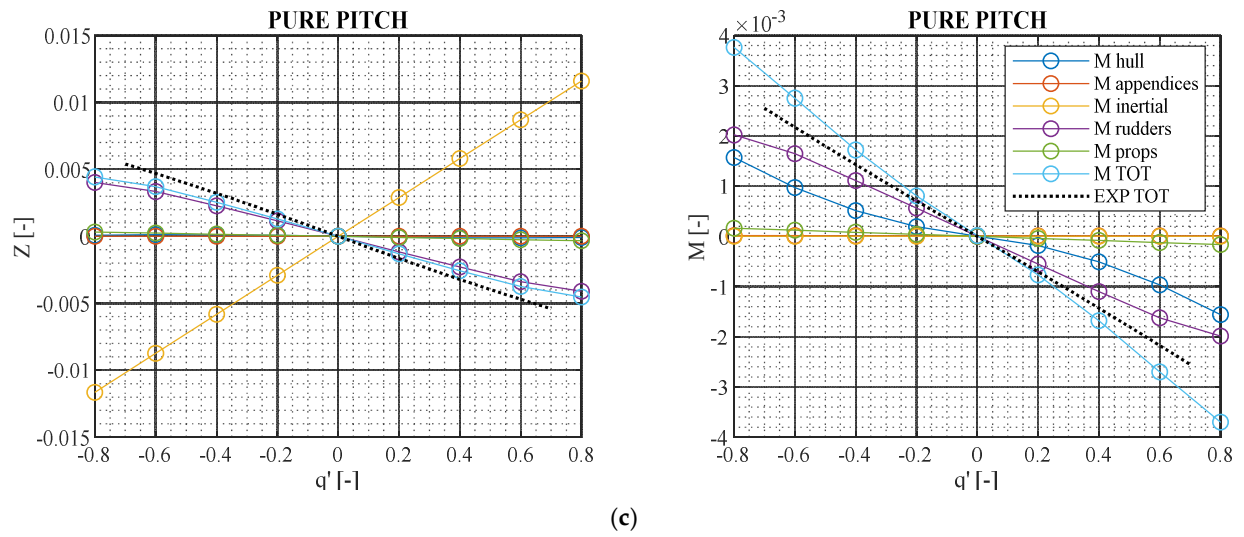 PURE PITCH
0.015
0.01
0.005
0
-0.005
-0.01
-0.015
Z [-]
-0.8 -0.6 -0.4 -0.2 0 0.2 0.4 0.6 0.8
q' [-]
PURE PITCH
×10⁻³
4
3
2
1
0
-1
-2
-3
-4
M [-]
M hull
M appendices
M inertial
M rudders
M props
M TOT
EXP TOT
-0.8 -0.6 -0.4 -0.2 0 0.2 0.4 0.6 0.8
q' [-]
(c)